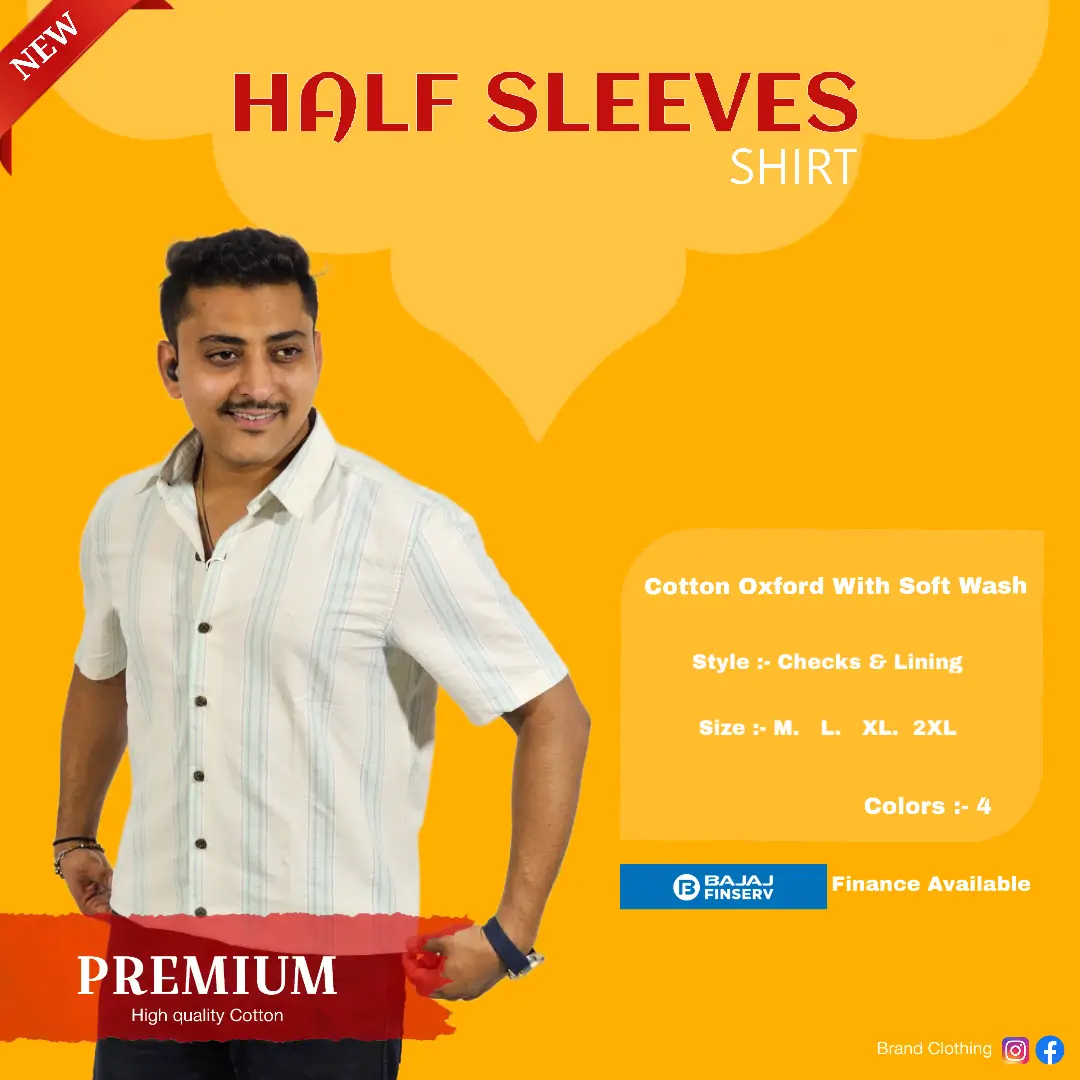 NEW
HALF SLEEVES
SHIRT
Cotton Oxford With Soft Wash
Style :- Checks & Lining
Size :- M. L. XL. 2XL
Colors :- 4
BAJAJ
FINSERV
Finance Available
PREMIUM
High quality Cotton
Brand Clothing